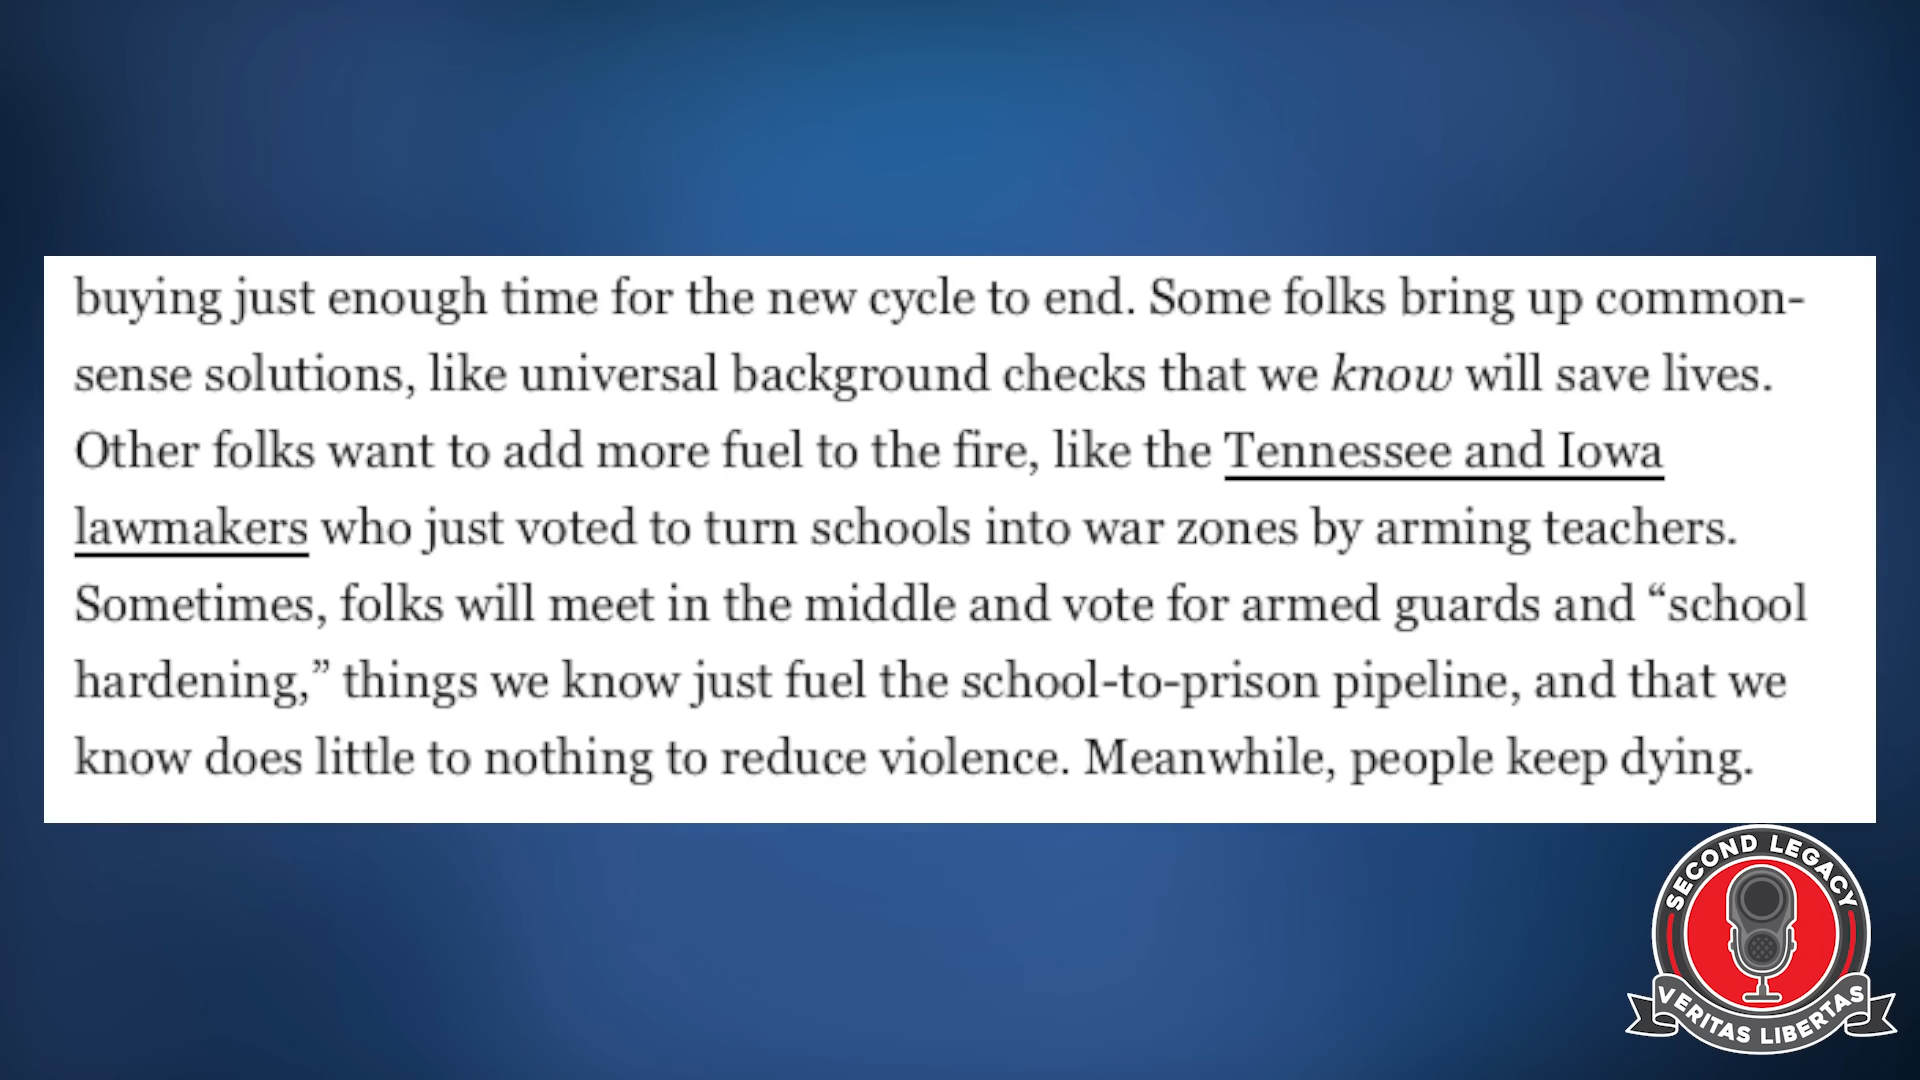 buying just enough time for the new cycle to end. Some folks bring up common-
sense solutions, like universal background checks that we know will save lives.
Other folks want to add more fuel to the fire, like the Tennessee and Iowa
lawmakers who just voted to turn schools into war zones by arming teachers.
Sometimes, folks will meet in the middle and vote for armed guards and “school
hardening,” things we know just fuel the school-to-prison pipeline, and that we
know does little to nothing to reduce violence. Meanwhile, people keep dying.
SECOND LEGACY
VERITAS LIBERTAS